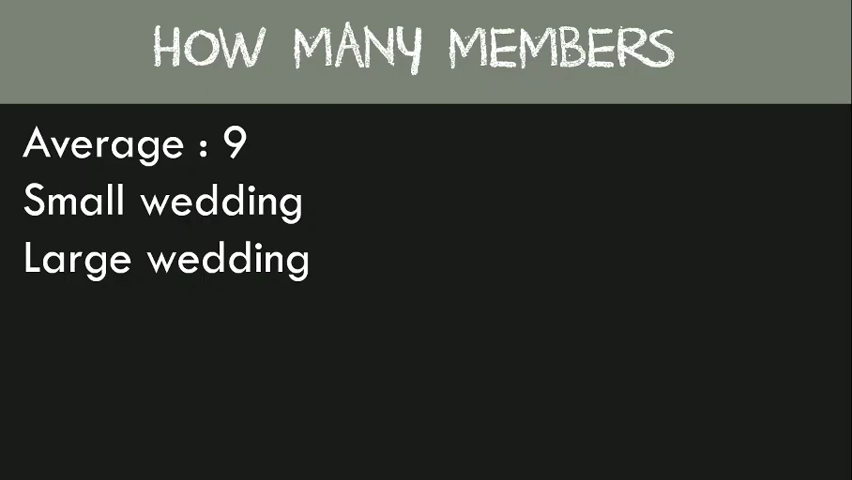 HOW MANY MEMBERS
Average : 9
Small wedding
Large wedding